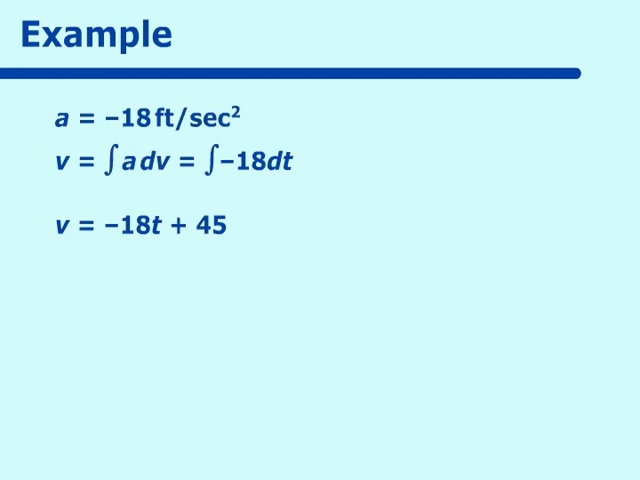 Example
a = –18 ft/sec²
v = ∫ a dv = ∫ –18dt
v = –18t + 45